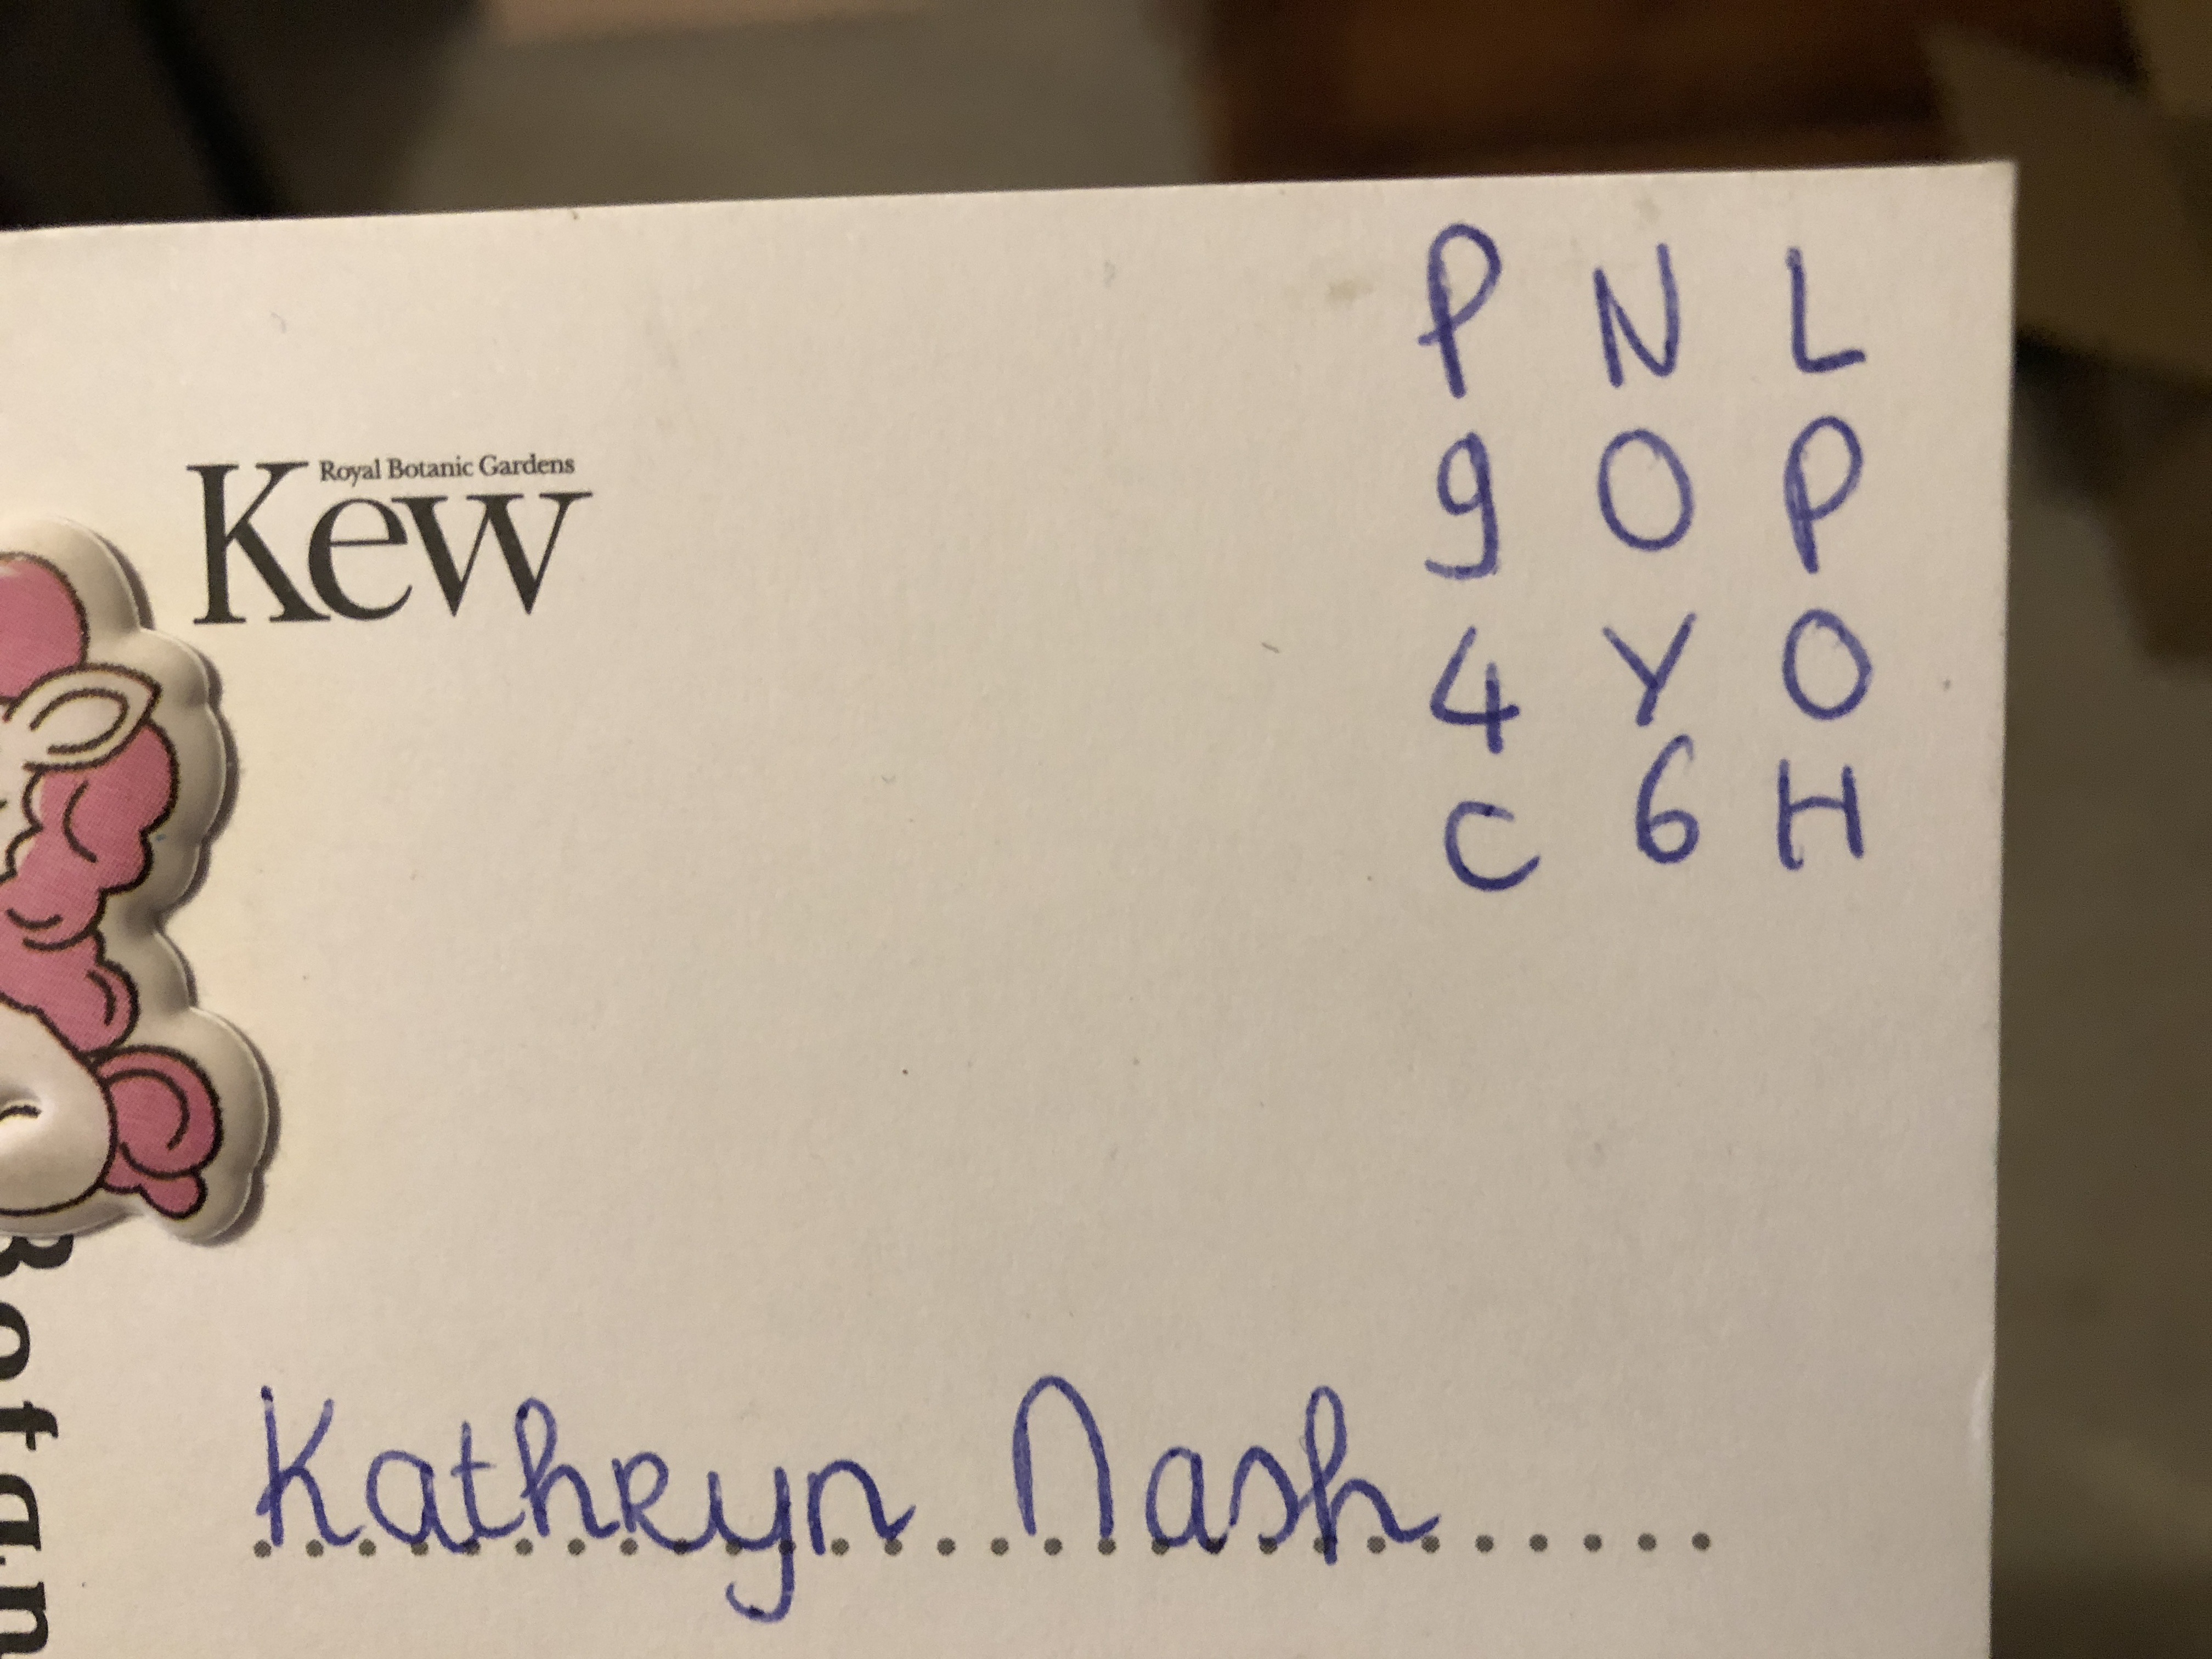 P N L
9 O P
4 Y O
C 6 H
Royal Botanic Gardens
Kew
Kathryn Nash